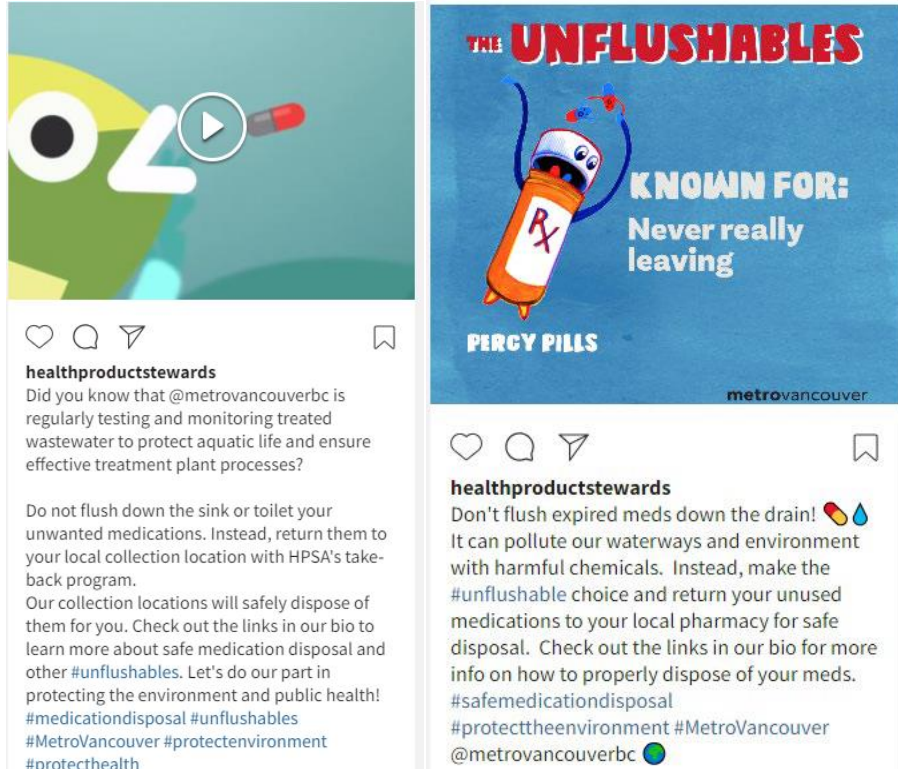 healthproductstewards
Did you know that @metrovancouverbc is
regularly testing and monitoring treated
wastewater to protect aquatic life and ensure
effective treatment plant processes?
Do not flush down the sink or toilet your
unwanted medications. Instead, return them to
your local collection location with HPSA's take-
back program.
Our collection locations will safely dispose of
them for you. Check out the links in our bio to
learn more about safe medication disposal and
other #unflushables. Let's do our part in
protecting the environment and public health!
#medicationdisposal #unflushables
#MetroVancouver #protectenvironment
#protecthealth
THE UNFLUSHABLES
KNOWN FOR:
Never really
leaving
RX
PERCY PILLS
metrovancouver
healthproductstewards
Don't flush expired meds down the drain! 💊💧
It can pollute our waterways and environment
with harmful chemicals.  Instead, make the
#unflushable choice and return your unused
medications to your local pharmacy for safe
disposal.  Check out the links in our bio for more
info on how to properly dispose of your meds.
#safemedicationdisposal
#protecttheenvironment #MetroVancouver
@metrovancouverbc 🌍